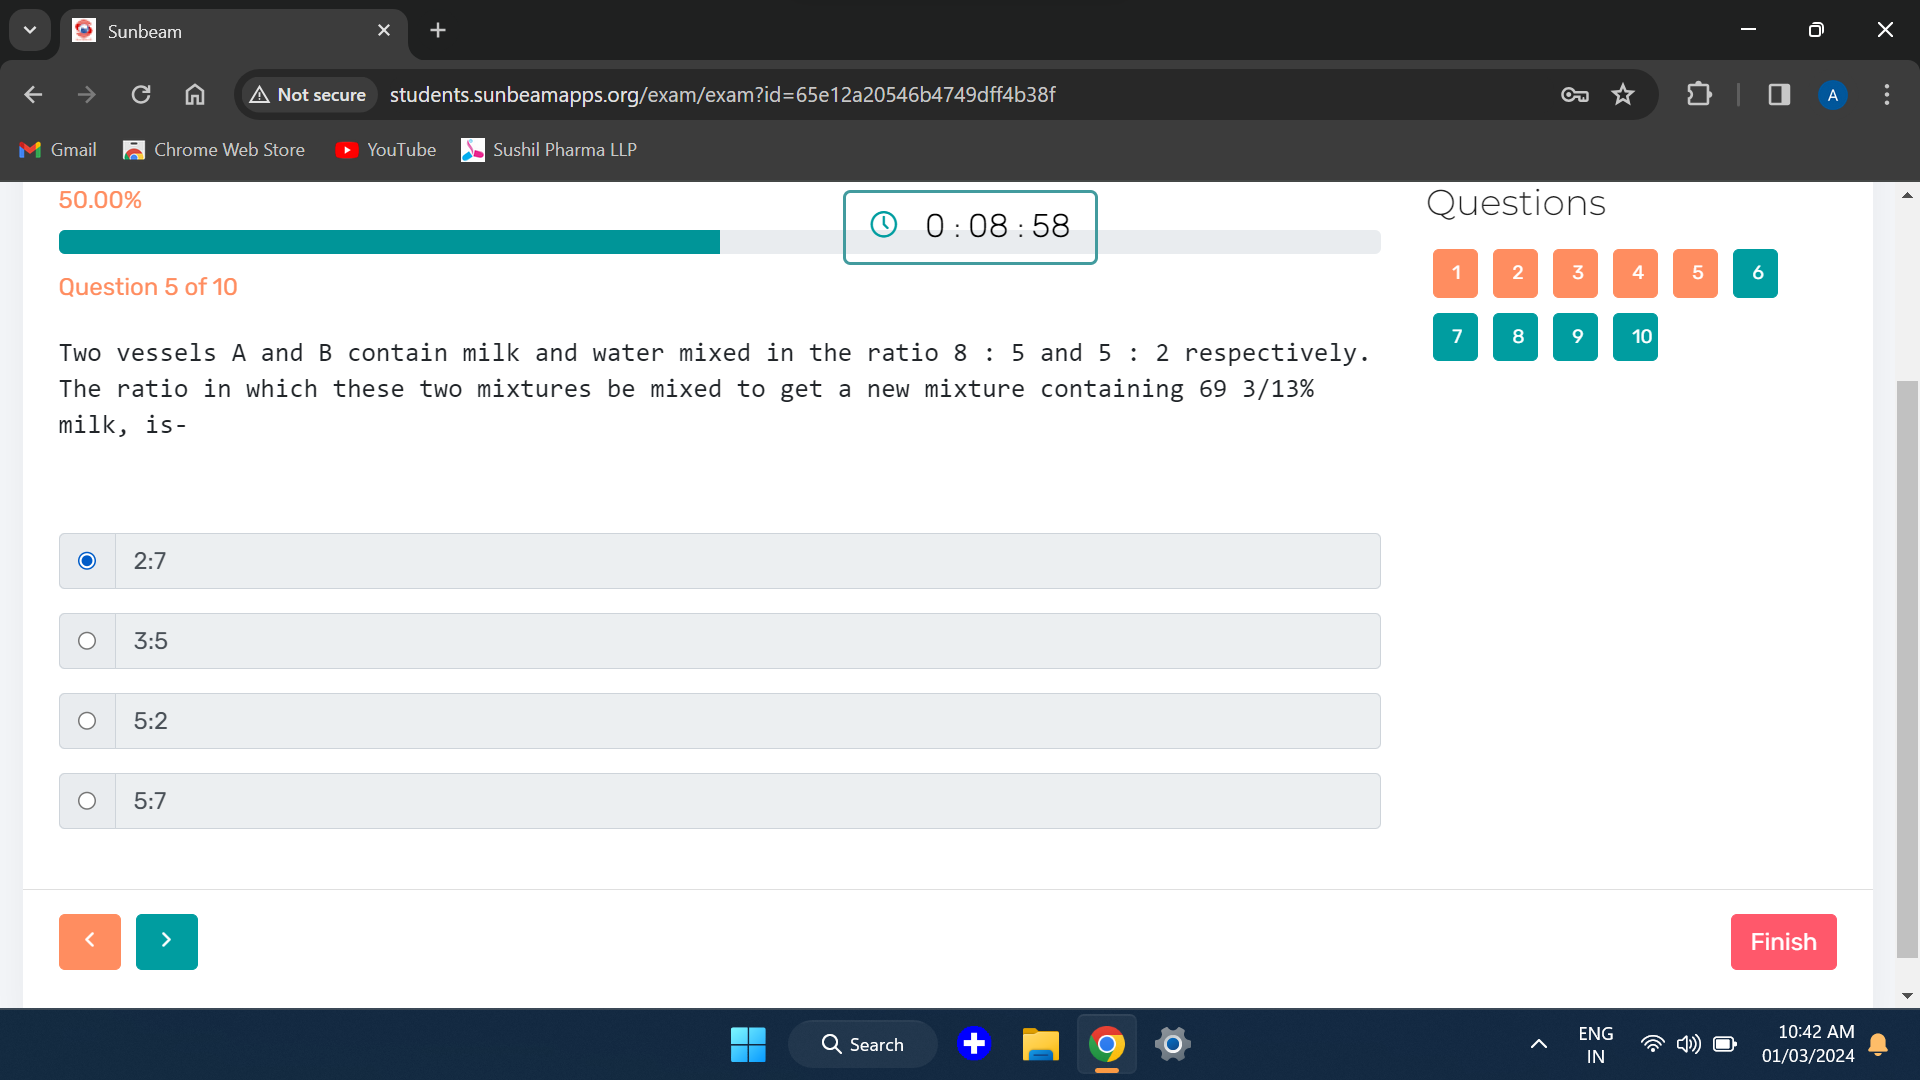 Sunbeam
Not secure students.sunbeamapps.org/exam/exam?id=65e12a20546b4749dff4b38f
A
Gmail Chrome Web Store YouTube Sushil Pharma LLP
50.00%
0 : 08 : 58
Question 5 of 10
Two vessels A and B contain milk and water mixed in the ratio 8 : 5 and 5 : 2 respectively.
The ratio in which these two mixtures be mixed to get a new mixture containing 69 3/13%
milk, is-
2:7
3:5
5:2
5:7
Questions
1 2 3 4 5 6
7 8 9 10
Finish
Search
ENG
IN
10:42 AM
01/03/2024